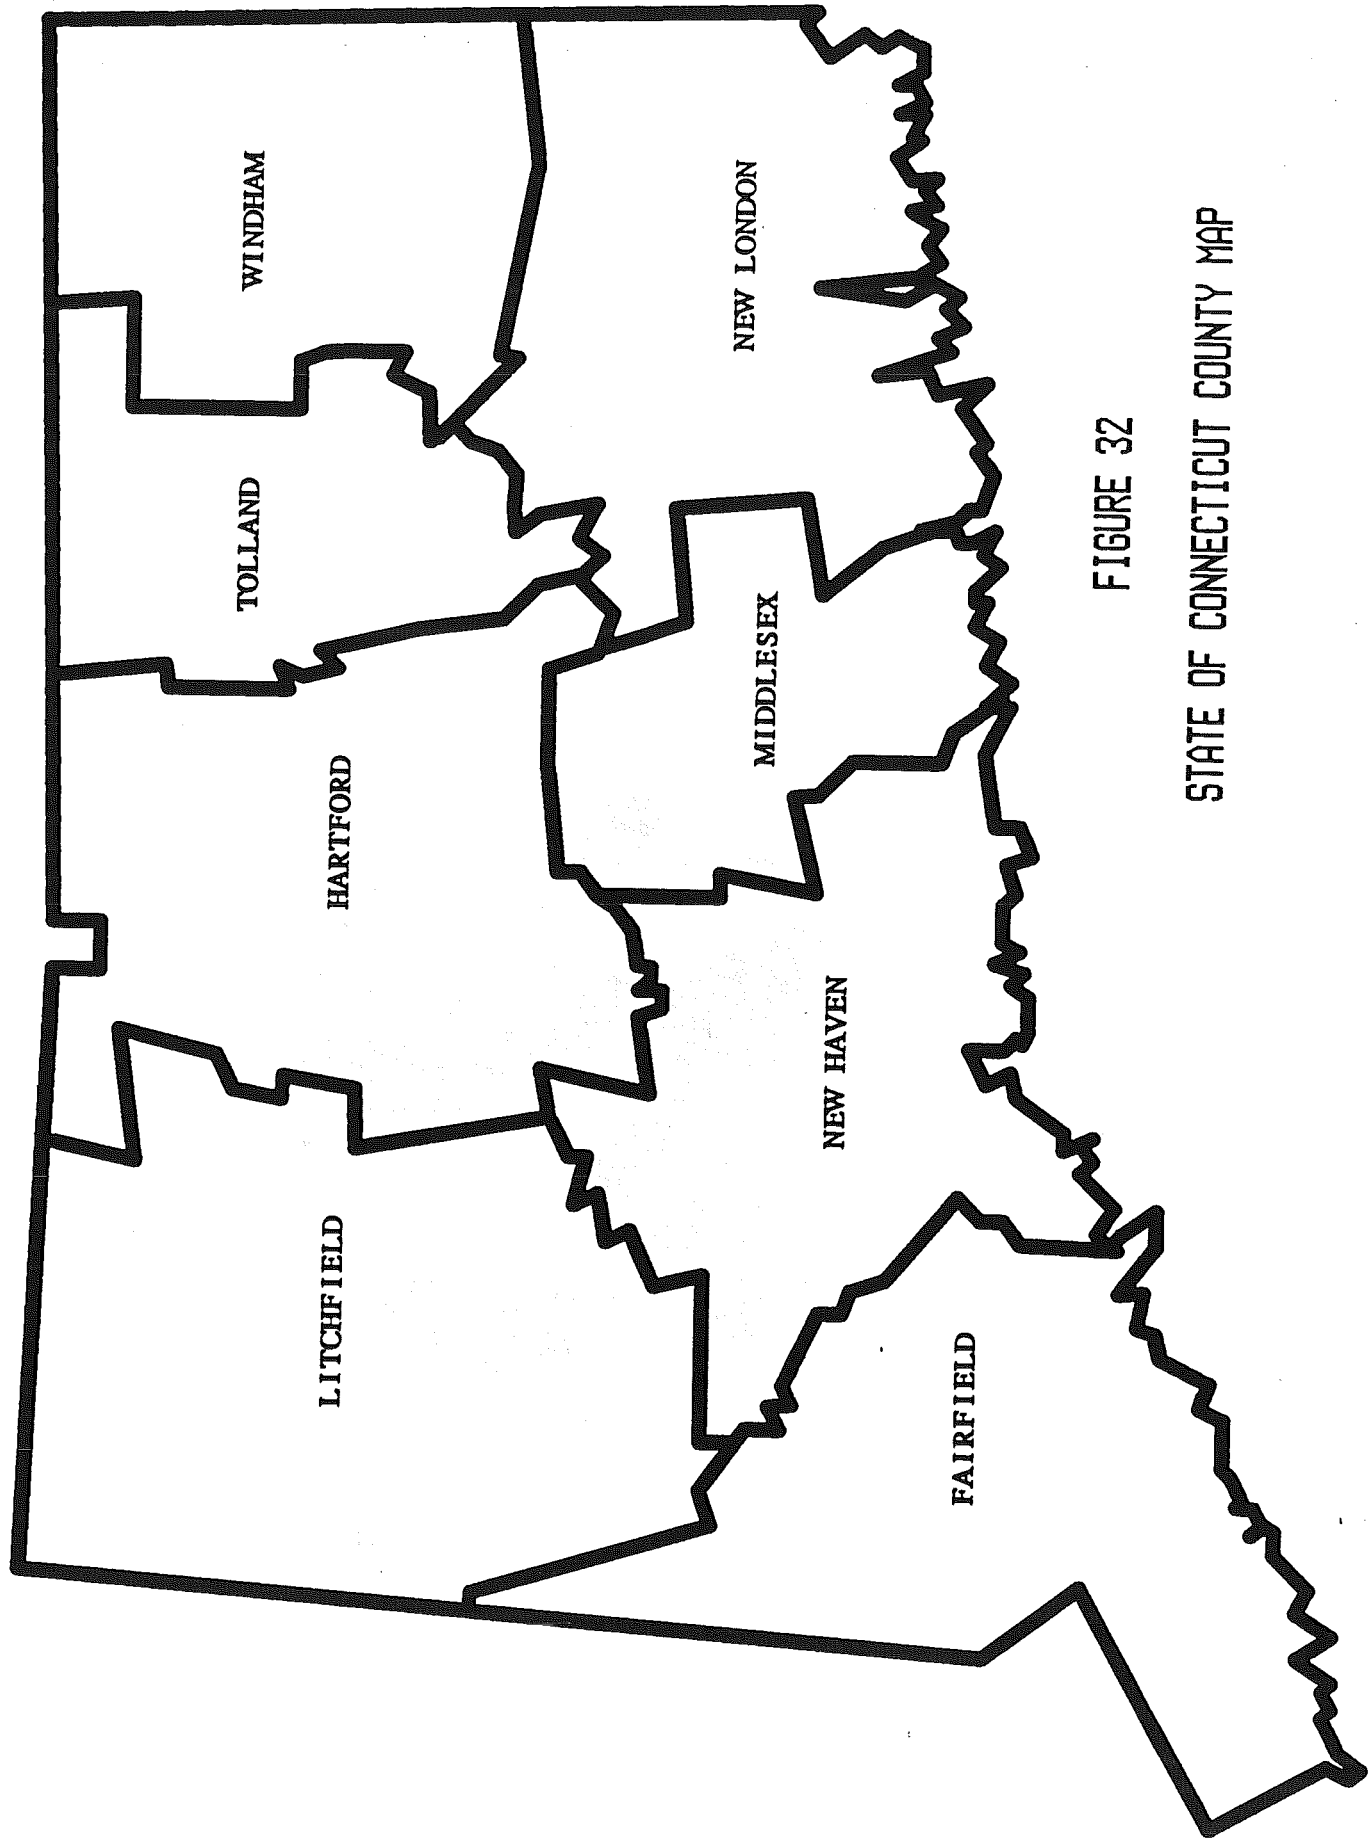 LITCHFIELD
HARTFORD
TOLLAND
WINDHAM
FAIRFIELD
NEW HAVEN
MIDDLESEX
NEW LONDON
FIGURE 32
STATE OF CONNECTICUT COUNTY MAP